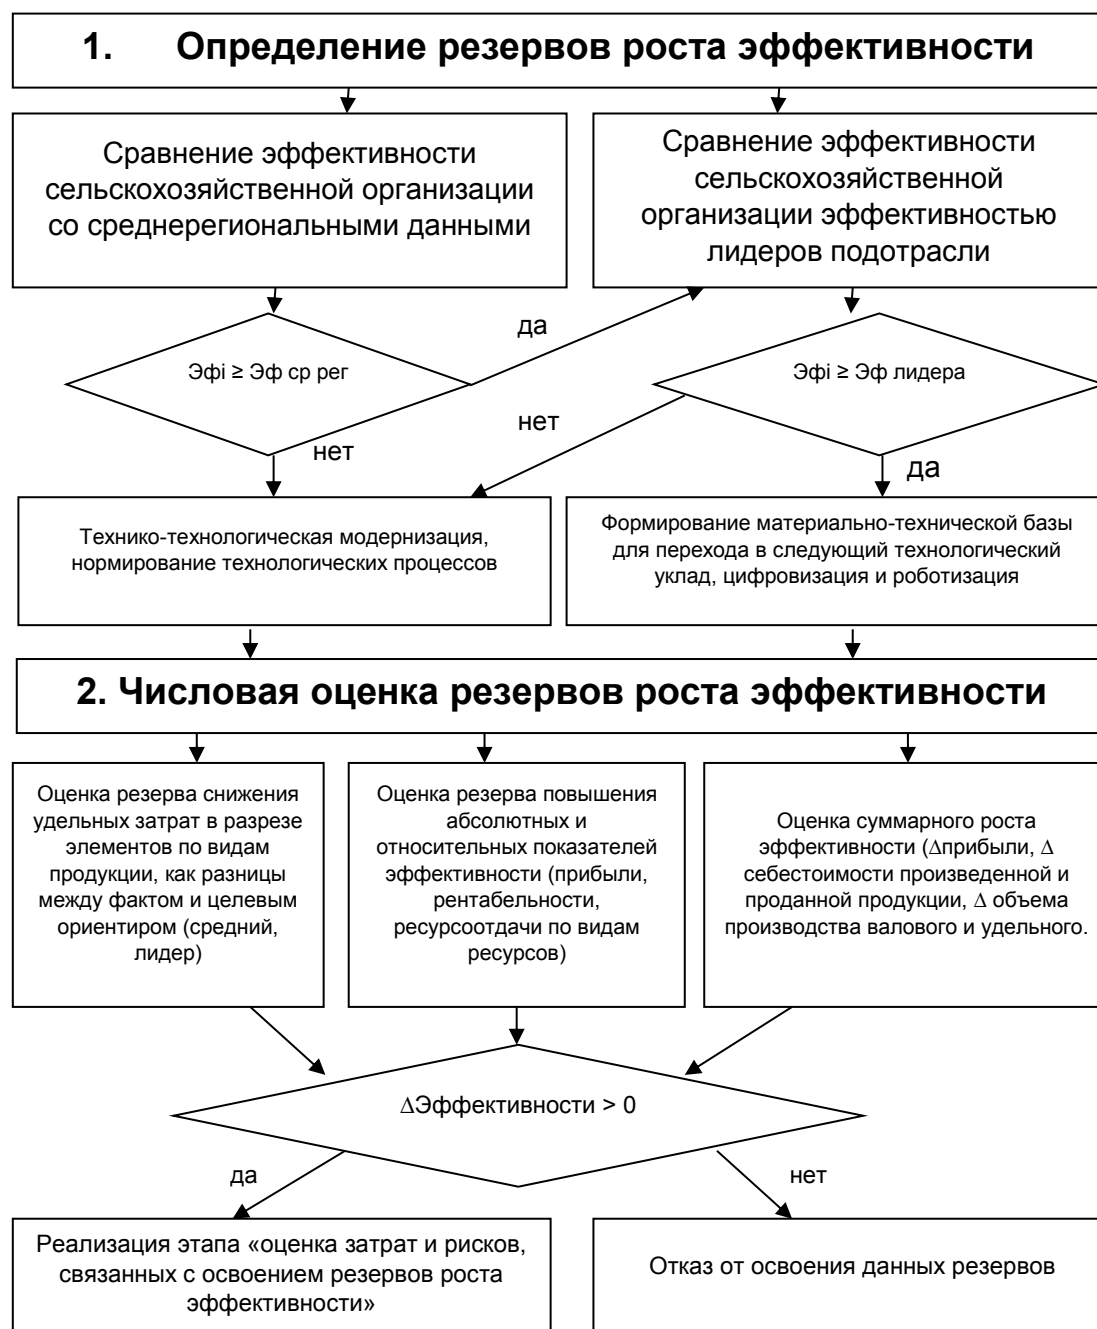 1. Определение резервов роста эффективности
Сравнение эффективности
сельскохозяйственной организации
со среднерегиональными данными
Сравнение эффективности
сельскохозяйственной
организации эффективностью
лидеров подотрасли
да
Эфi ≥ Эф ср рег
Эфi ≥ Эф лидера
нет
нет
да
Технико-технологическая модернизация,
нормирование технологических процессов
Формирование материально-технической базы
для перехода в следующий технологический
уклад, цифровизация и роботизация
2. Числовая оценка резервов роста эффективности
Оценка резерва снижения
удельных затрат в разрезе
элементов по видам
продукции, как разницы
между фактом и целевым
ориентиром (средний,
лидер)
Оценка резерва повышения
абсолютных и
относительных показателей
эффективности (прибыли,
рентабельности,
ресурсоотдачи по видам
ресурсов)
Оценка суммарного роста
эффективности (∆прибыли, ∆
себестоимости произведенной и
проданной продукции, ∆ объема
производства валового и удельного.
∆Эффективности > 0
да
нет
Реализация этапа «оценка затрат и рисков,
связанных с освоением резервов роста
эффективности»
Отказ от освоения данных резервов